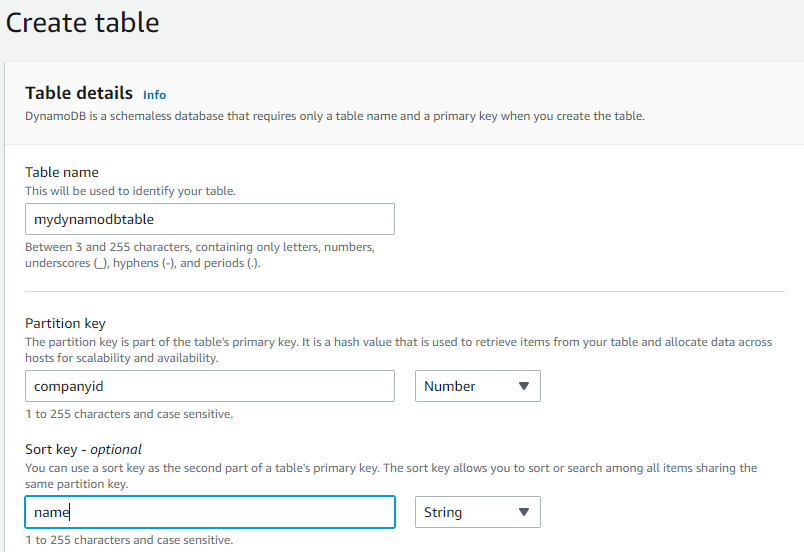 Create table
Table details Info
DynamoDB is a schemaless database that requires only a table name and a primary key when you create the table.
Table name
This will be used to identify your table.
mydynamodbtable
Between 3 and 255 characters, containing only letters, numbers,
underscores (_), hyphens (-), and periods (.).
Partition key
The partition key is part of the table's primary key. It is a hash value that is used to retrieve items from your table and allocate data across
hosts for scalability and availability.
companyid Number
1 to 255 characters and case sensitive.
Sort key - optional
You can use a sort key as the second part of a table's primary key. The sort key allows you to sort or search among all items sharing the
same partition key.
name String
1 to 255 characters and case sensitive.